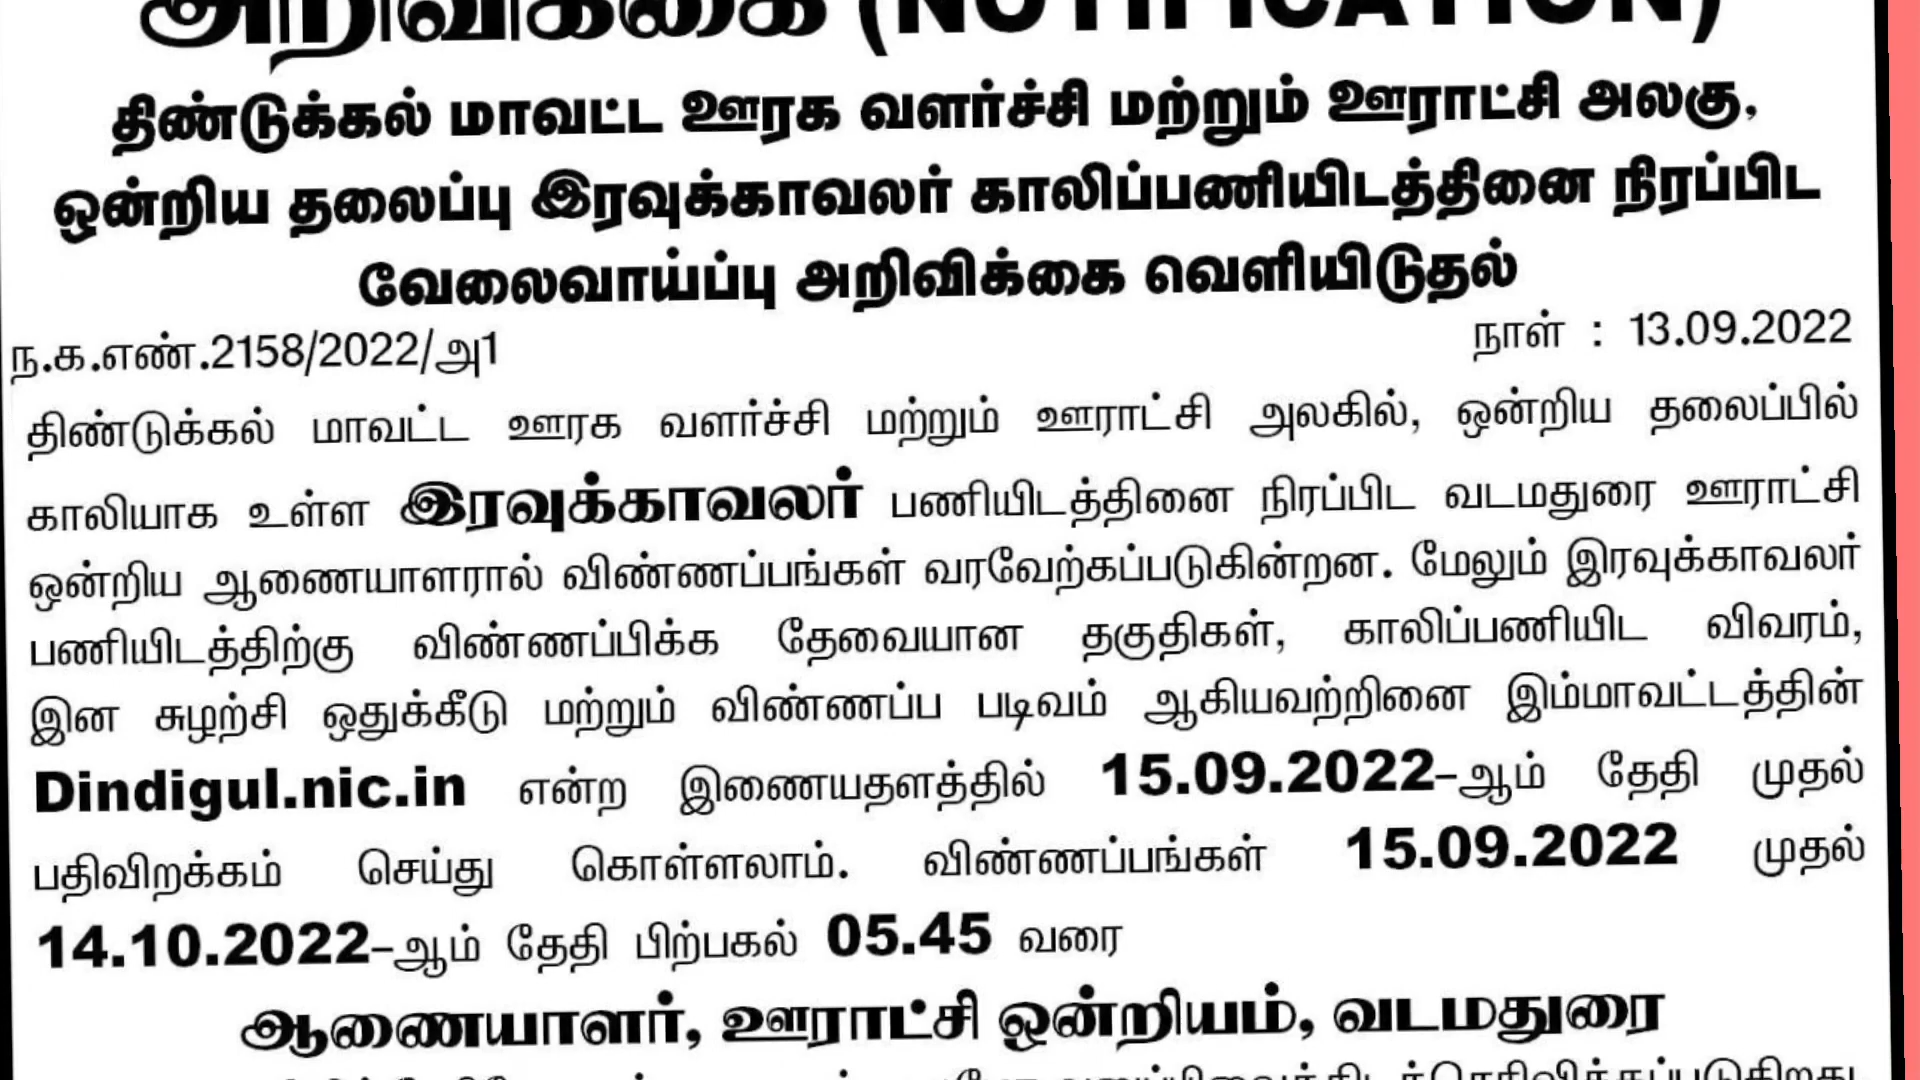 அறிவிக்கை (NOTIFICATION)
திண்டுக்கல் மாவட்ட ஊரக வளர்ச்சி மற்றும் ஊராட்சி அலகு,
ஒன்றிய தலைப்பு இரவுக்காவலர் காலிப்பணியிடத்தினை நிரப்பிட
வேலைவாய்ப்பு அறிவிக்கை வெளியிடுதல்
ந.க.எண்.2158/2022/அ1 நாள் : 13.09.2022
திண்டுக்கல் மாவட்ட ஊரக வளர்ச்சி மற்றும் ஊராட்சி அலகில், ஒன்றிய தலைப்பில்
காலியாக உள்ள இரவுக்காவலர் பணியிடத்தினை நிரப்பிட வடமதுரை ஊராட்சி
ஒன்றிய ஆணையாளரால் விண்ணப்பங்கள் வரவேற்கப்படுகின்றன. மேலும் இரவுக்காவலர்
பணியிடத்திற்கு விண்ணப்பிக்க தேவையான தகுதிகள், காலிப்பணியிட விவரம்,
இன சுழற்சி ஒதுக்கீடு மற்றும் விண்ணப்ப படிவம் ஆகியவற்றினை இம்மாவட்டத்தின்
Dindigul.nic.in என்ற இணையதளத்தில் 15.09.2022-ஆம் தேதி முதல்
பதிவிறக்கம் செய்து கொள்ளலாம். விண்ணப்பங்கள் 15.09.2022 முதல்
14.10.2022-ஆம் தேதி பிற்பகல் 05.45 வரை
ஆணையாளர், ஊராட்சி ஒன்றியம், வடமதுரை